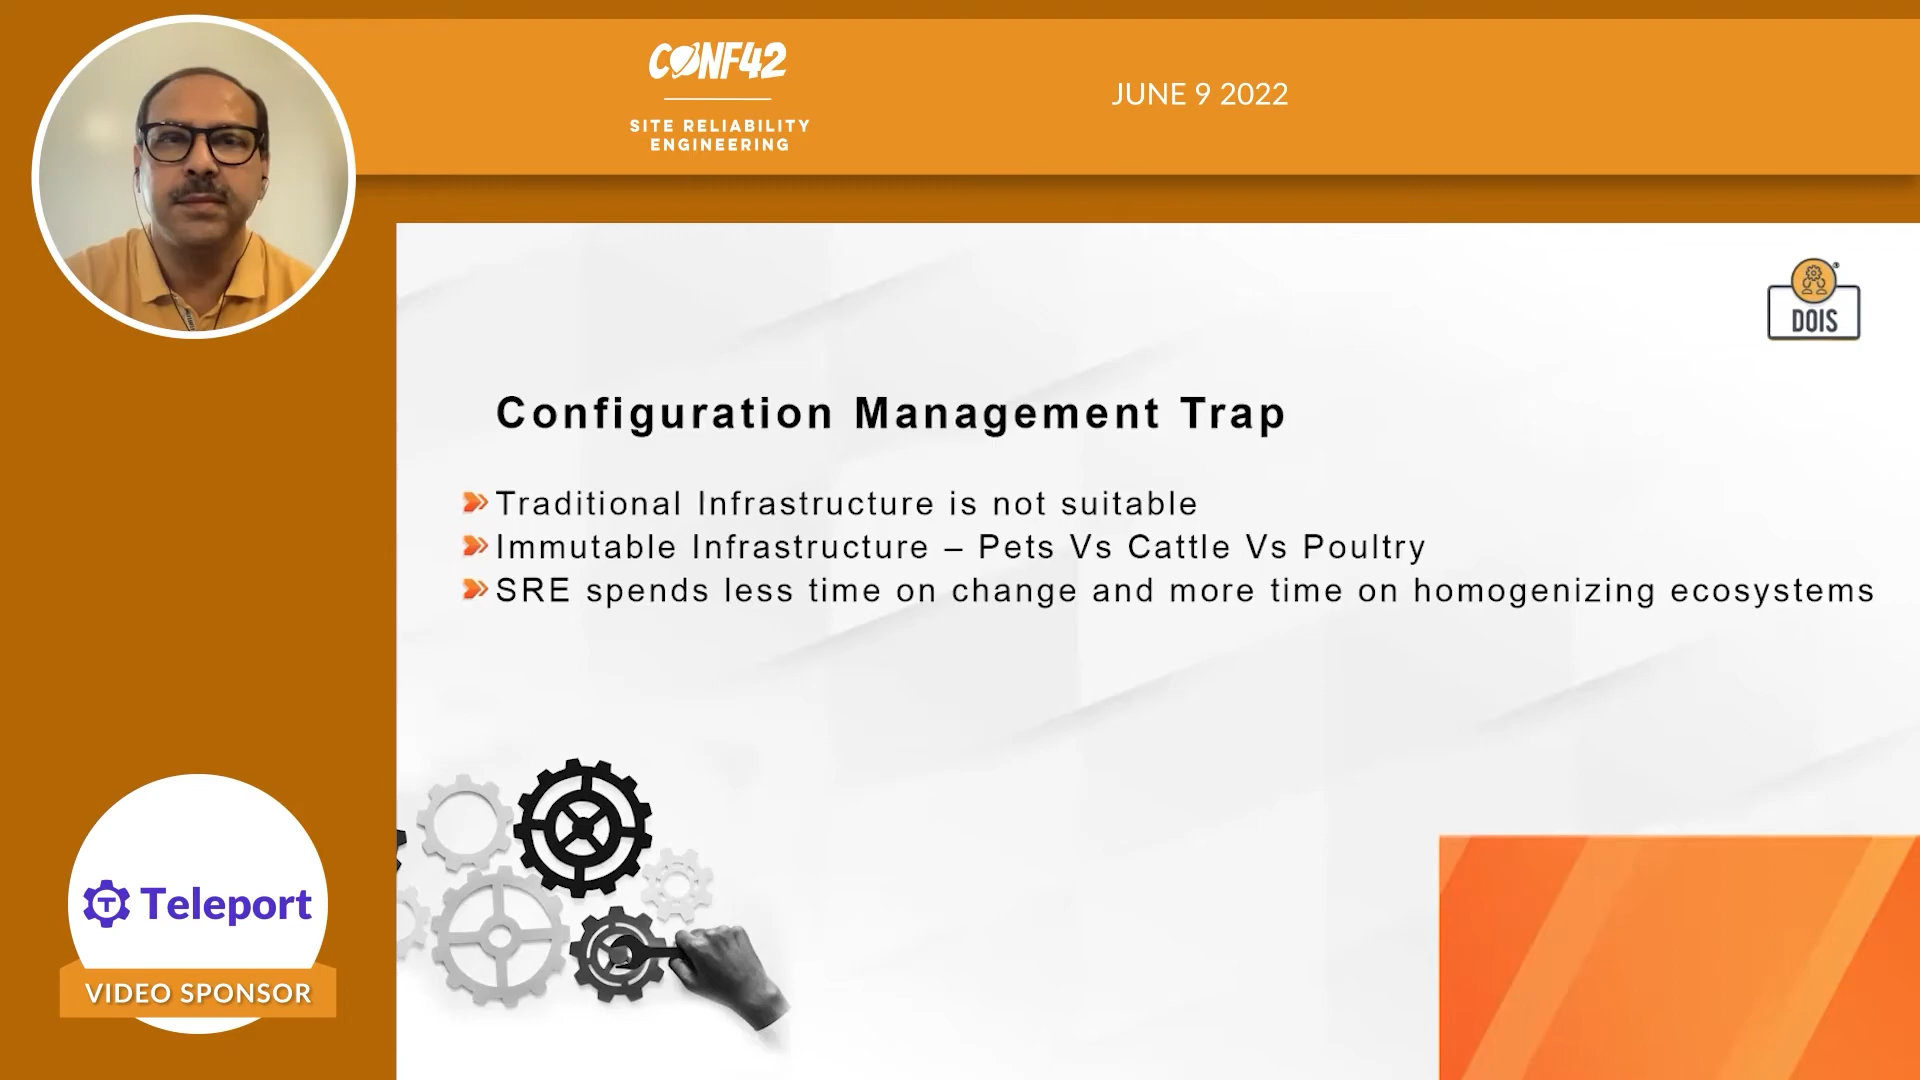 CONF42
SITE RELIABILITY
ENGINEERING
JUNE 9 2022
DOIS
Configuration Management Trap
Traditional Infrastructure is not suitable
Immutable Infrastructure – Pets Vs Cattle Vs Poultry
SRE spends less time on change and more time on homogenizing ecosystems
T Teleport
VIDEO SPONSOR